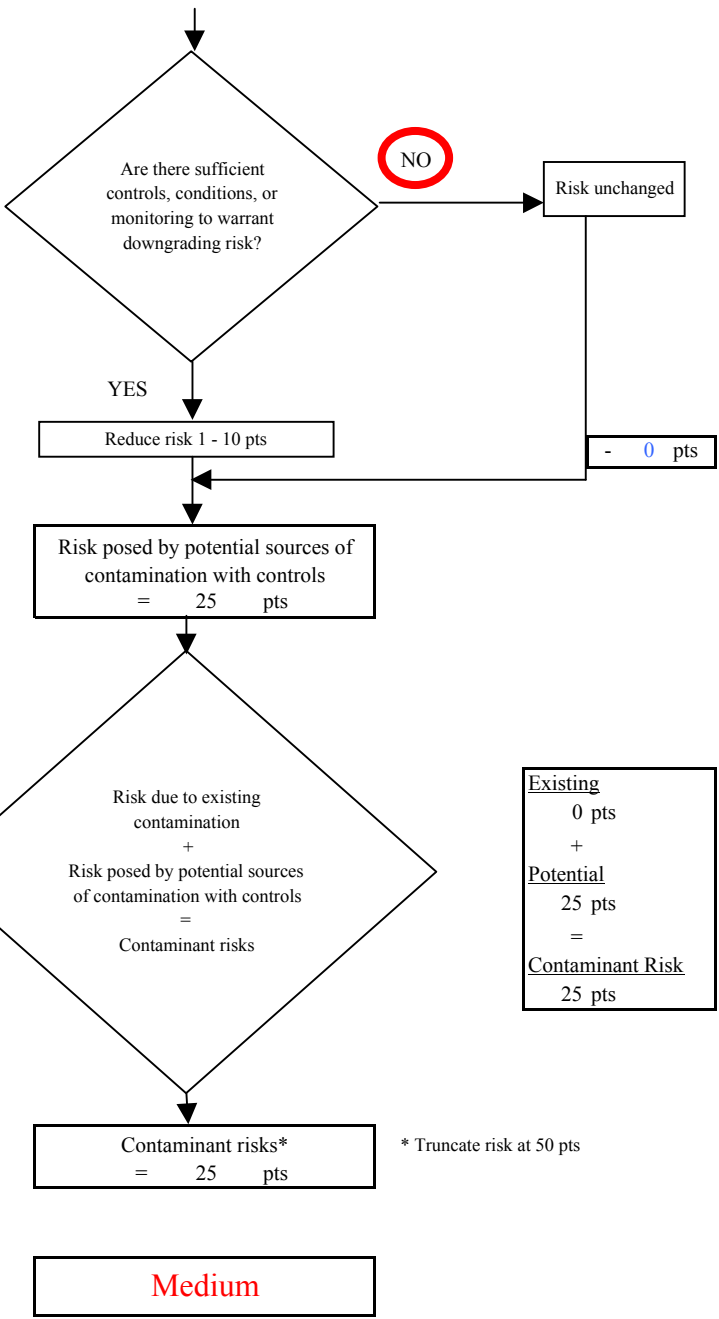 Are there sufficient
controls, conditions, or
monitoring to warrant
downgrading risk?
NO
Risk unchanged
YES
Reduce risk 1 - 10 pts
- 0 pts
Risk posed by potential sources of
contamination with controls
= 25 pts
Risk due to existing
contamination
+
Risk posed by potential sources
of contamination with controls
=
Contaminant risks
Existing
0 pts
+
Potential
25 pts
=
Contaminant Risk
25 pts
Contaminant risks*
= 25 pts
* Truncate risk at 50 pts
Medium